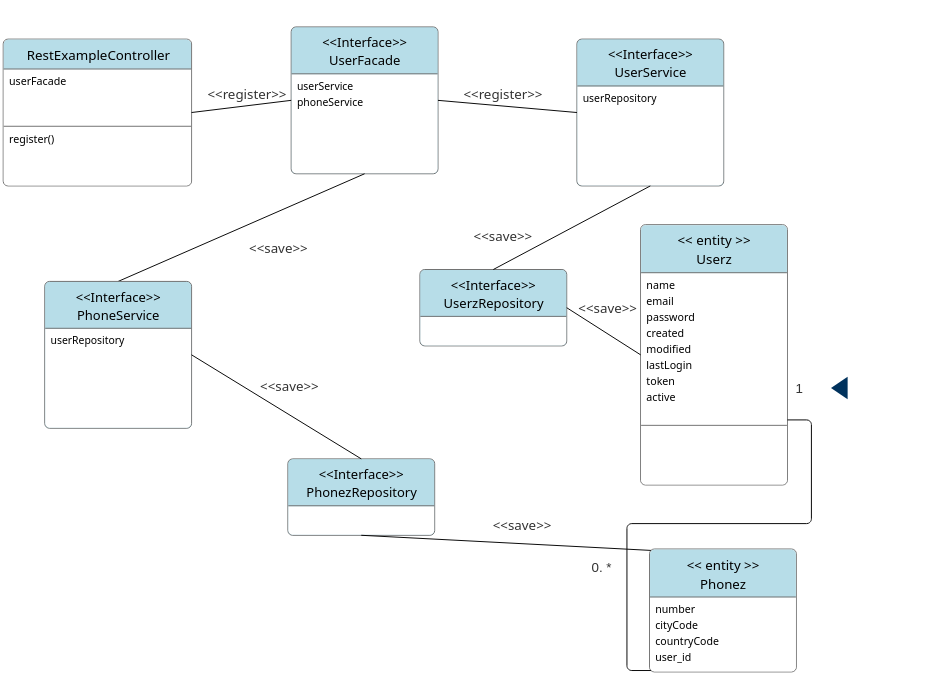 RestExampleController
userFacade
register()
<<register>>
<<Interface>>
UserFacade
userService
phoneService
<<register>>
<<Interface>>
UserService
userRepository
<<save>>
<<save>>
<<Interface>>
PhoneService
userRepository
<<Interface>>
UserzRepository
<<save>>
<< entity >>
Userz
name
email
password
created
modified
lastLogin
token
active
1
<<save>>
<<Interface>>
PhonezRepository
<<save>>
0. *
<< entity >>
Phonez
number
cityCode
countryCode
user_id